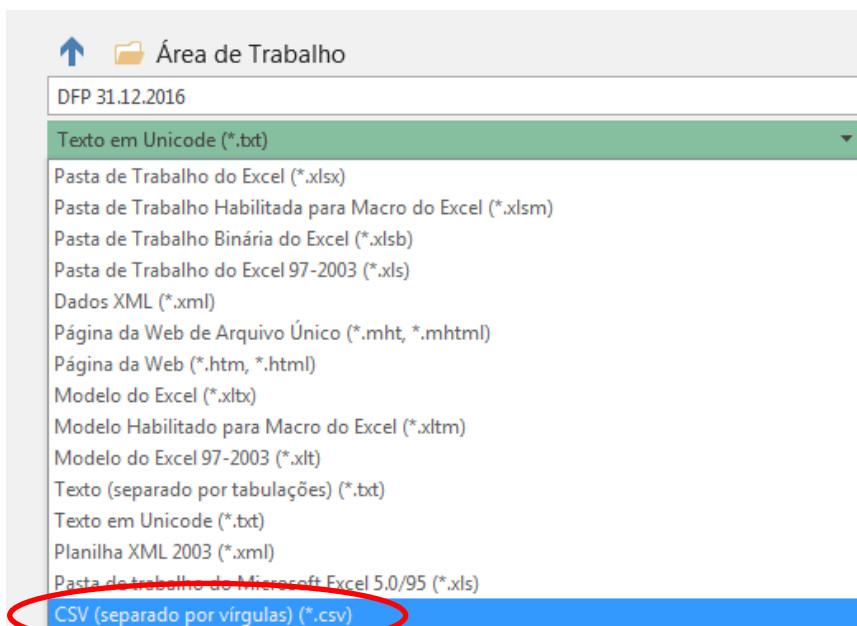 Área de Trabalho
DFP 31.12.2016
Texto em Unicode (*.txt)
Pasta de Trabalho do Excel (*.xlsx)
Pasta de Trabalho Habilitada para Macro do Excel (*.xlsm)
Pasta de Trabalho Binária do Excel (*.xlsb)
Pasta de Trabalho do Excel 97-2003 (*.xls)
Dados XML (*.xml)
Página da Web de Arquivo Único (*.mht, *.mhtml)
Página da Web (*.htm, *.html)
Modelo do Excel (*.xltx)
Modelo Habilitado para Macro do Excel (*.xltm)
Modelo do Excel 97-2003 (*.xlt)
Texto (separado por tabulações) (*.txt)
Texto em Unicode (*.txt)
Planilha XML 2003 (*.xml)
Pasta de trabalho do Microsoft Excel 5.0/95 (*.xls)
CSV (separado por vírgulas) (*.csv)